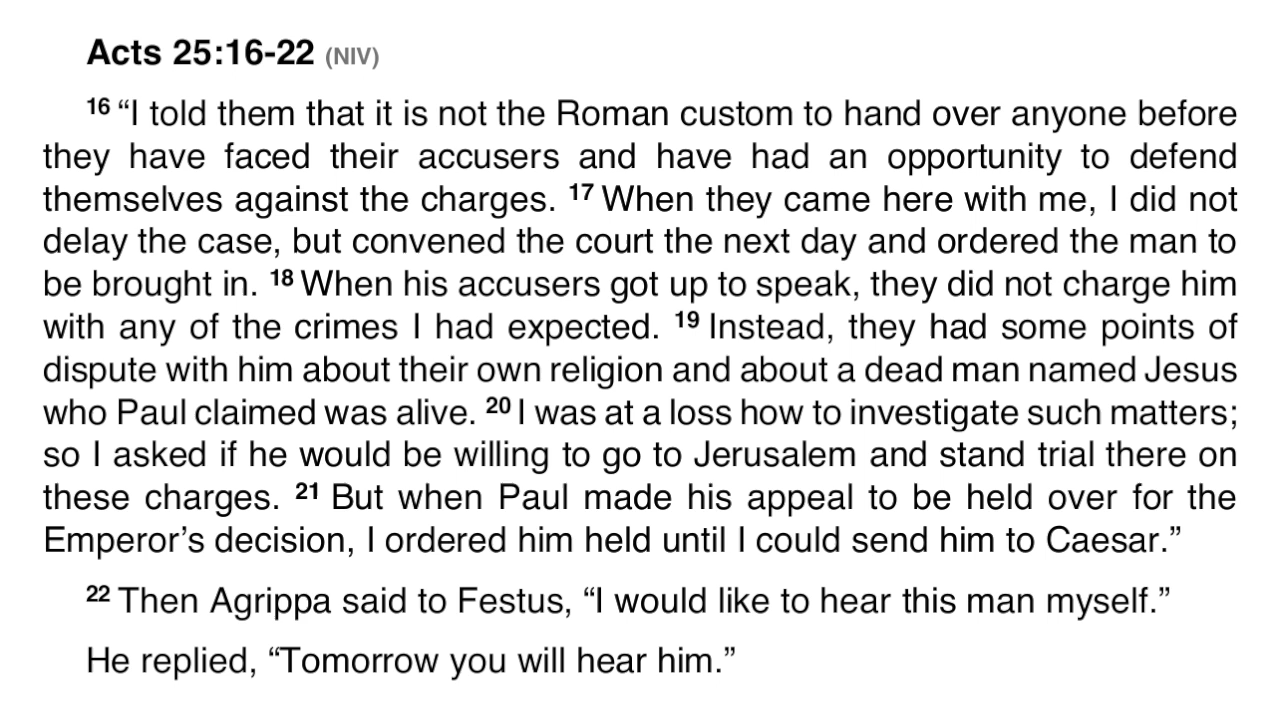 Acts 25:16-22 (NIV)
16 “I told them that it is not the Roman custom to hand over anyone before
they have faced their accusers and have had an opportunity to defend
themselves against the charges. 17 When they came here with me, I did not
delay the case, but convened the court the next day and ordered the man to
be brought in. 18 When his accusers got up to speak, they did not charge him
with any of the crimes I had expected. 19 Instead, they had some points of
dispute with him about their own religion and about a dead man named Jesus
who Paul claimed was alive. 20 I was at a loss how to investigate such matters;
so I asked if he would be willing to go to Jerusalem and stand trial there on
these charges. 21 But when Paul made his appeal to be held over for the
Emperor’s decision, I ordered him held until I could send him to Caesar.”
22 Then Agrippa said to Festus, “I would like to hear this man myself.”
He replied, “Tomorrow you will hear him.”